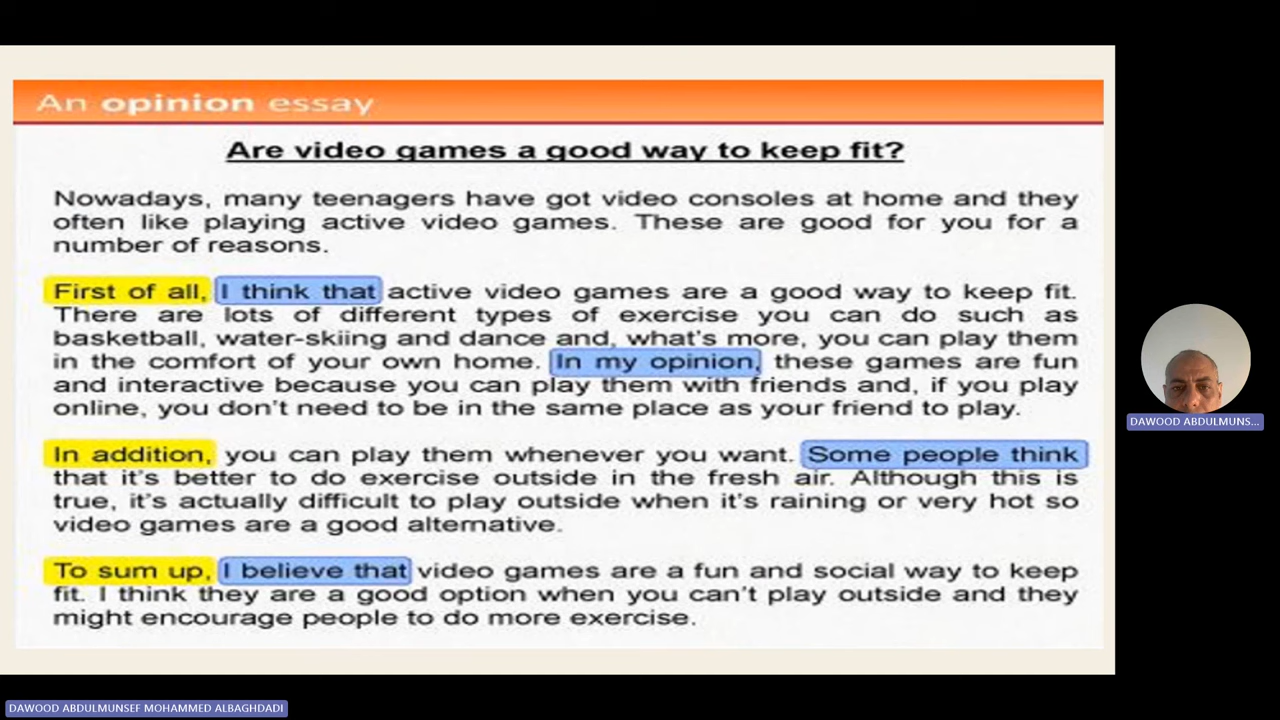 An opinion essay
Are video games a good way to keep fit?
Nowadays, many teenagers have got video consoles at home and they
often like playing active video games. These are good for you for a
number of reasons.
First of all, I think that active video games are a good way to keep fit.
There are lots of different types of exercise you can do such as
basketball, water-skiing and dance and, what's more, you can play them
in the comfort of your own home. In my opinion, these games are fun
and interactive because you can play them with friends and, if you play
online, you don't need to be in the same place as your friend to play.
In addition, you can play them whenever you want. Some people think
that it's better to do exercise outside in the fresh air. Although this is
true, it's actually difficult to play outside when it's raining or very hot so
video games are a good alternative.
To sum up, I believe that video games are a fun and social way to keep
fit. I think they are a good option when you can't play outside and they
might encourage people to do more exercise.
DAWOOD ABDULMUNS...
DAWOOD ABDULMUNSEF MOHAMMED ALBAGHDADI